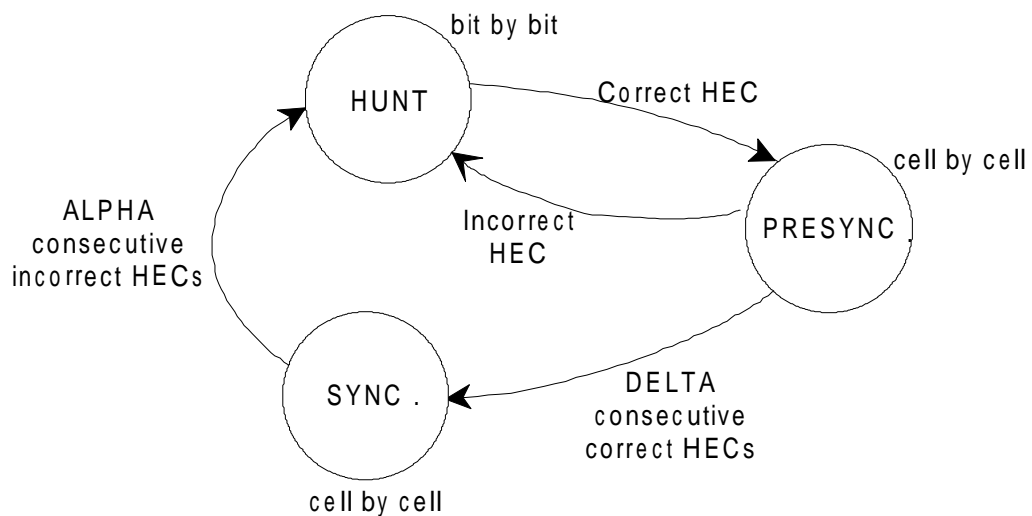 bit by bit
HUNT
Correct HEC
cell by cell
Incorrect
HEC
PRESYNC .
ALPHA
consecutive
incorrect HECs
SYNC .
DELTA
consecutive
correct HECs
cell by cell